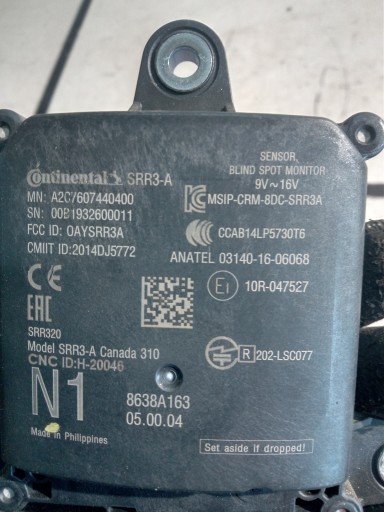 Continental SRR3-A
SENSOR,
BLIND SPOT MONITOR
9V~16V
MN: A2C7607440400
MSIP-CRM-8DC-SRR3A
SN: 00B1932600011
FCC ID: OAYSRR3A
CCAB14LP5730T6
CMIIT ID:2014DJ5772
ANATEL 03140-16-06068
CE
E1 10R-047527
EAC
SRR320
Model SRR3-A Canada 310
R 202-LSC077
CNC ID:H-20046
N1
8638A163
05.00.04
Made in Philippines
Set aside if dropped!